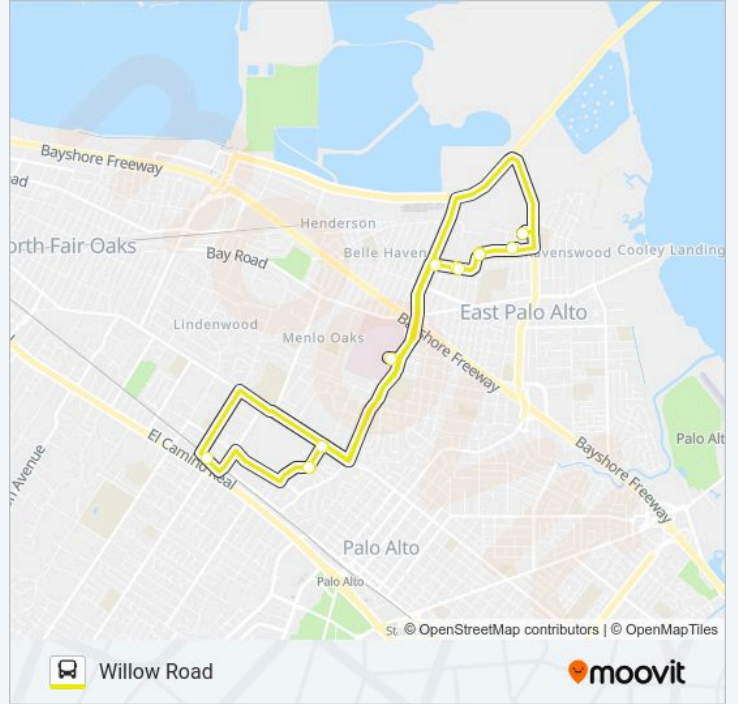 Bayshore Freeway
Henderson
orth Fair Oaks
Bay Road
Belle Haven
avenswood
Cooley Landing
Lindenwood
Menlo Oaks
East Palo Alto
Bayshore Freeway
El Camino Real
Avenue
Bayshore Freeway
Palo Alt
Palo Alto
Palo Alto
St.
© OpenStreetMap contributors | © OpenMapTiles
Willow Road
moovit